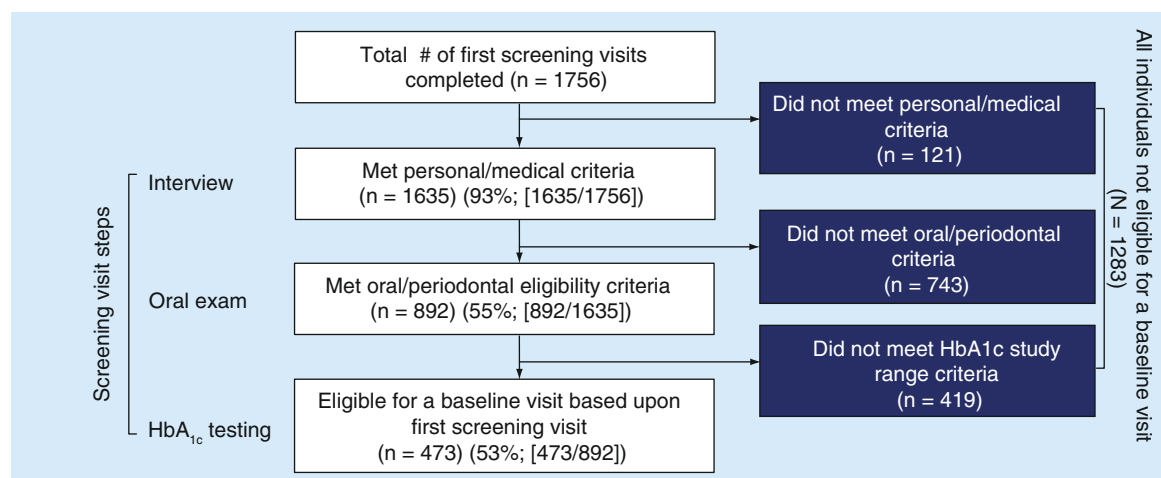 Total # of first screening visits
completed (n = 1756)
Did not meet personal/medical
criteria
(n = 121)
Interview
Met personal/medical criteria
(n = 1635) (93%; [1635/1756])
Did not meet oral/periodontal
criteria
(n = 743)
Oral exam
Met oral/periodontal eligibility criteria
(n = 892) (55%; [892/1635])
Did not meet HbA1c study
range criteria
(n = 419)
HbA1c testing
Eligible for a baseline visit based upon
first screening visit
(n = 473) (53%; [473/892])
Screening visit steps
All individuals not eligible for a baseline visit
(N = 1283)